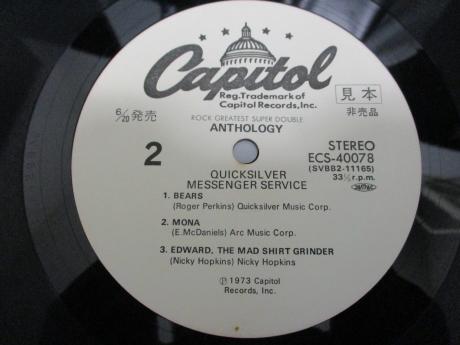 Capitol
Reg. Trademark of
Capitol Records, Inc.
見本
非売品
6/20発売
ROCK GREATEST SUPER DOUBLE
ANTHOLOGY
2
STEREO
ECS-40078
(SVBB2-11165)
33⅓ r.p.m.
QUICKSILVER
MESSENGER SERVICE
1. BEARS
(Roger Perkins) Quicksilver Music Corp.
2. MONA
(E.McDaniels) Arc Music Corp.
3. EDWARD, THE MAD SHIRT GRINDER
(Nicky Hopkins) Nicky Hopkins
Ⓟ 1973 Capitol
Records, Inc.